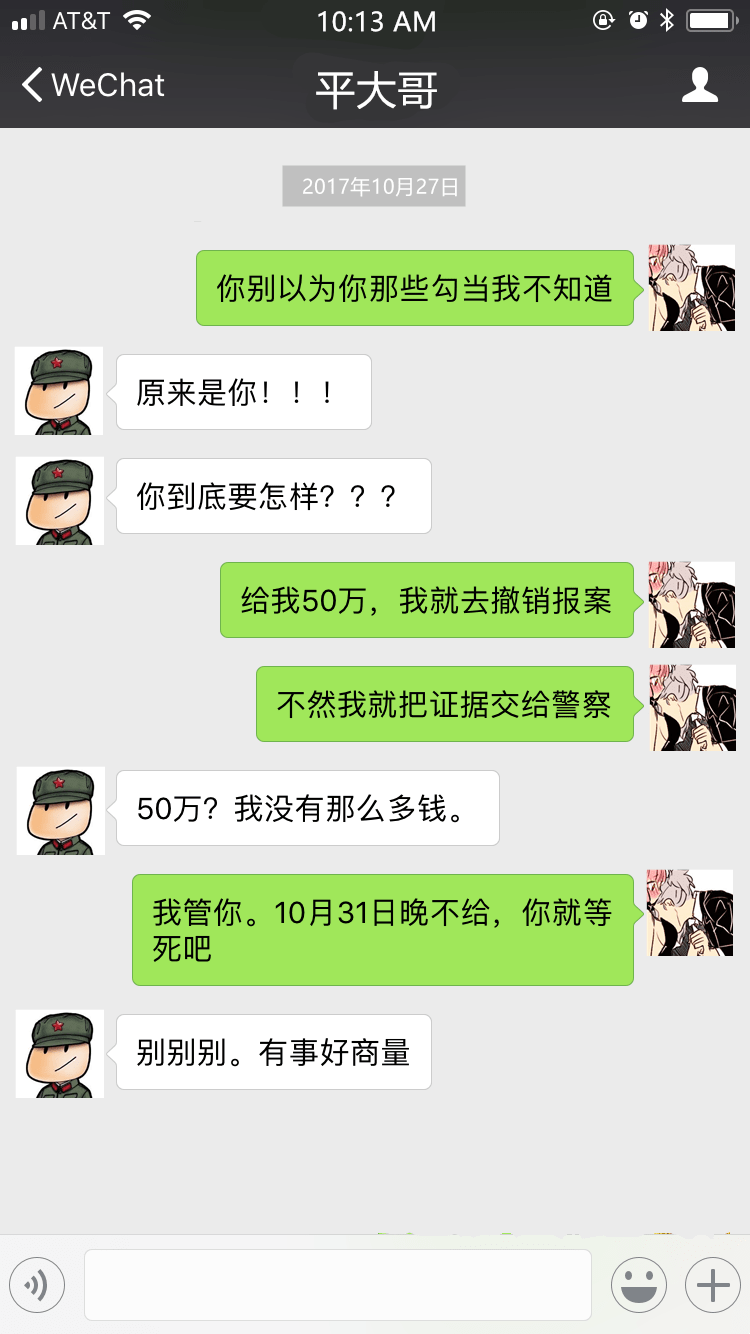 AT&T
10:13 AM
WeChat
平大哥
2017年10月27日
你别以为你那些勾当我不知道
原来是你！！！
你到底要怎样？？？
给我50万，我就去撤销报案
不然我就把证据交给警察
50万？我没有那么多钱。
我管你。10月31日晚不给，你就等
死吧
别别别。有事好商量